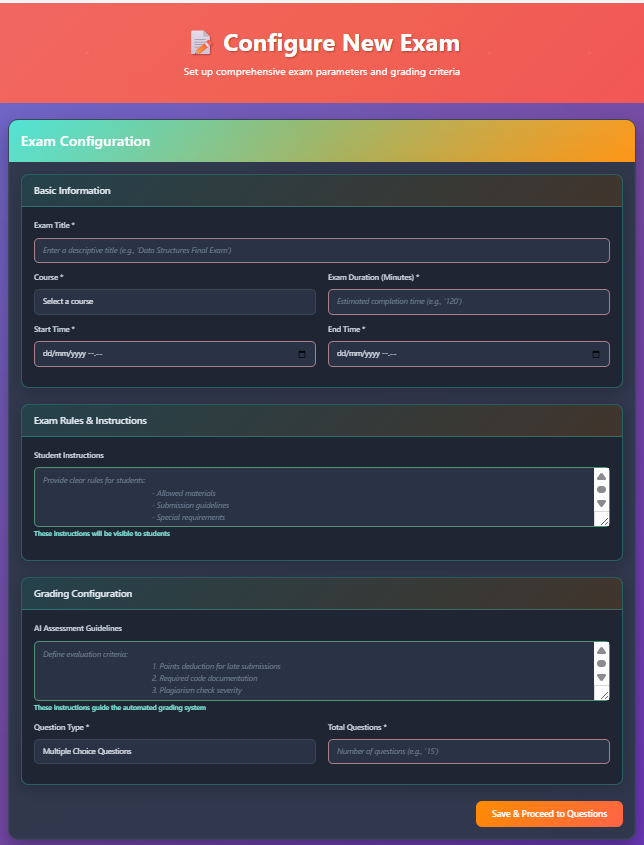 Configure New Exam
Set up comprehensive exam parameters and grading criteria
Exam Configuration
Basic Information
Exam Title *
Enter a descriptive title (e.g., 'Data Structures Final Exam')
Course *
Exam Duration (Minutes) *
Select a course
Estimated completion time (e.g., '120')
Start Time *
End Time *
dd/mm/yyyy --:--
dd/mm/yyyy --:--
Exam Rules & Instructions
Student Instructions
Provide clear rules for students:
- Allowed materials
- Submission guidelines
- Special requirements
These instructions will be visible to students
Grading Configuration
AI Assessment Guidelines
Define evaluation criteria:
1. Points deduction for late submissions
2. Required code documentation
3. Plagiarism check severity
These instructions guide the automated grading system
Question Type *
Total Questions *
Multiple Choice Questions
Number of questions (e.g., '15')
Save & Proceed to Questions